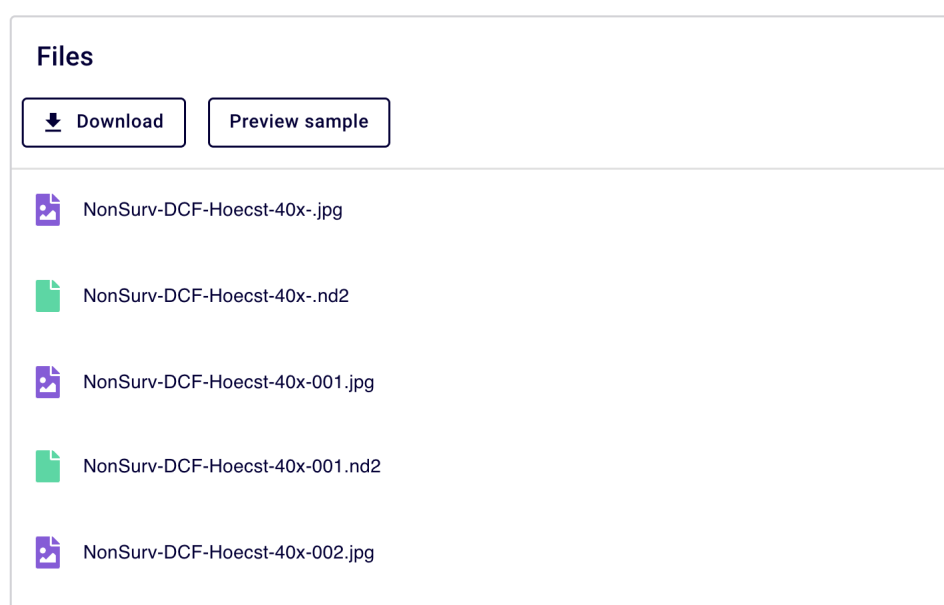 Files
Download Preview sample
NonSurv-DCF-Hoecst-40x-.jpg
NonSurv-DCF-Hoecst-40x-.nd2
NonSurv-DCF-Hoecst-40x-001.jpg
NonSurv-DCF-Hoecst-40x-001.nd2
NonSurv-DCF-Hoecst-40x-002.jpg